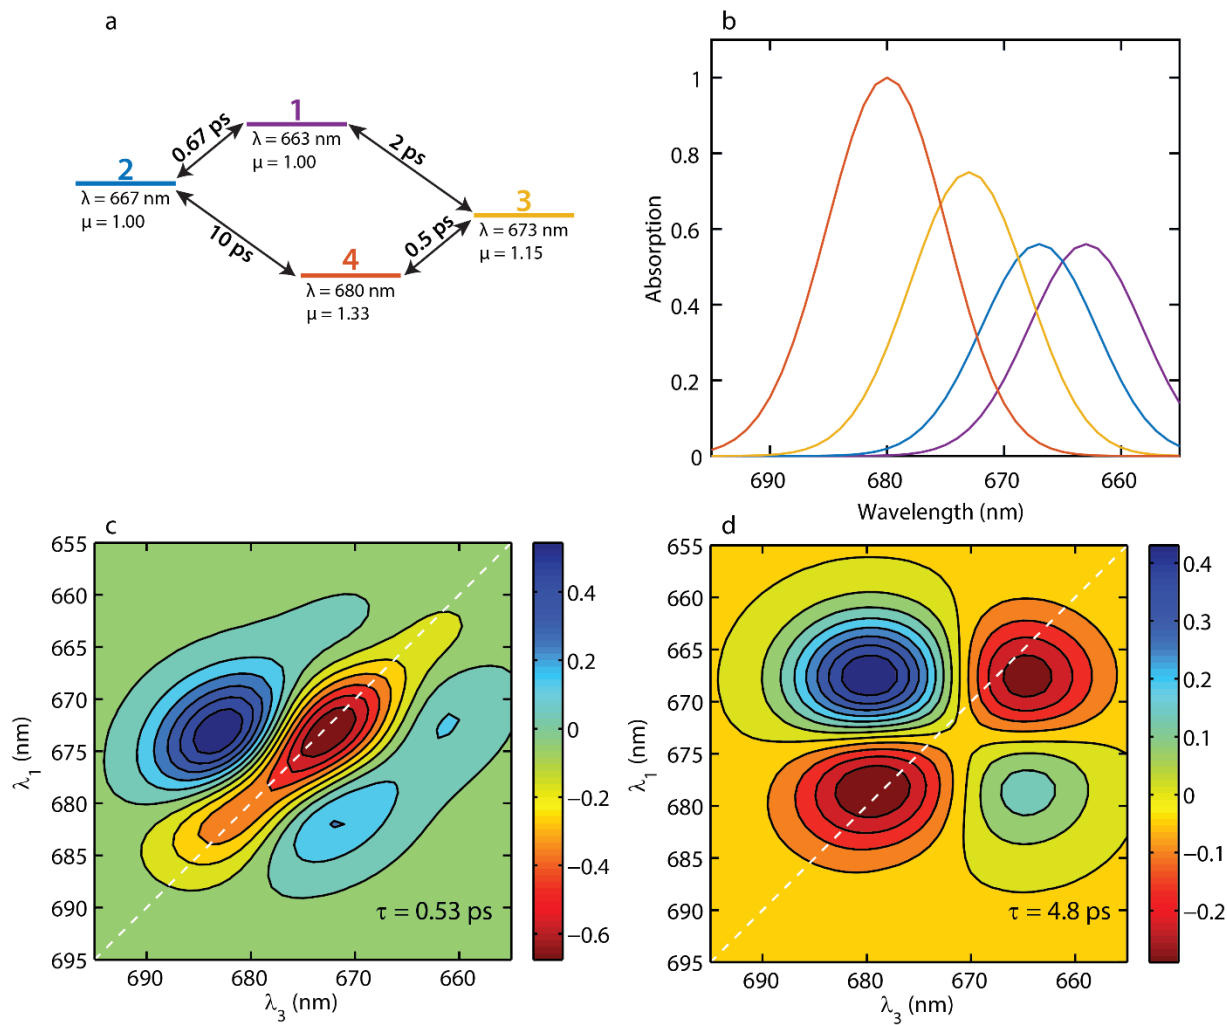 a
1
λ = 663 nm
μ = 1.00
0.67 ps
2 ps
2
λ = 667 nm
μ = 1.00
3
λ = 673 nm
μ = 1.15
10 ps
0.5 ps
4
λ = 680 nm
μ = 1.33
b
1
0.8
0.6
0.4
0.2
0
Absorption
690 680 670 660
Wavelength (nm)
c
655
660
665
670
675
680
685
690
695
λ1 (nm)
τ = 0.53 ps
690 680 670 660
λ3 (nm)
0.4
0.2
0
−0.2
−0.4
−0.6
d
655
660
665
670
675
680
685
690
695
λ1 (nm)
τ = 4.8 ps
690 680 670 660
λ3 (nm)
0.4
0.3
0.2
0.1
0
−0.1
−0.2